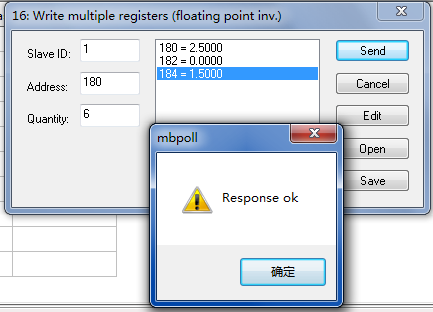 16: Write multiple registers (floating point inv.)
Slave ID: 1
Address: 180
Quantity: 6
180 = 2.5000
182 = 0.0000
184 = 1.5000
Send
Cancel
Edit
Open
Save
mbpoll
Response ok
确定